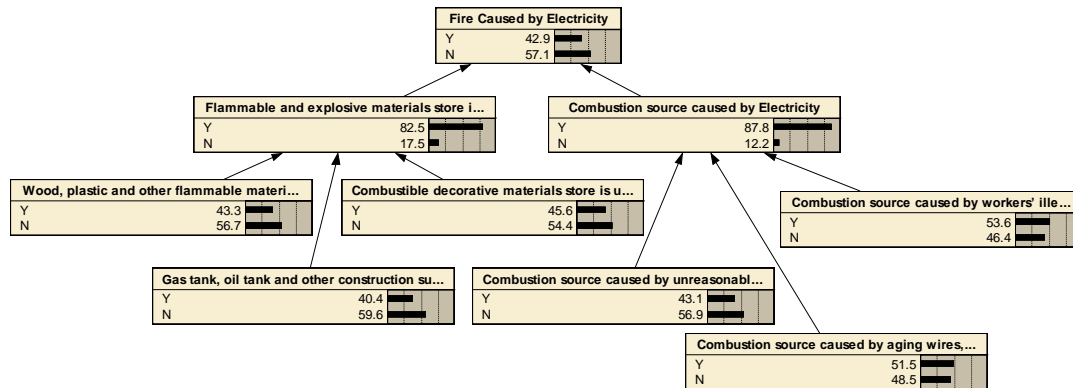 Fire Caused by Electricity
Y 42.9
N 57.1
Flammable and explosive materials store i...
Y 82.5
N 17.5
Combustion source caused by Electricity
Y 87.8
N 12.2
Wood, plastic and other flammable materi...
Y 43.3
N 56.7
Combustible decorative materials store is u...
Y 45.6
N 54.4
Combustion source caused by workers' ille...
Y 53.6
N 46.4
Gas tank, oil tank and other construction su...
Y 40.4
N 59.6
Combustion source caused by unreasonabl...
Y 43.1
N 56.9
Combustion source caused by aging wires,...
Y 51.5
N 48.5